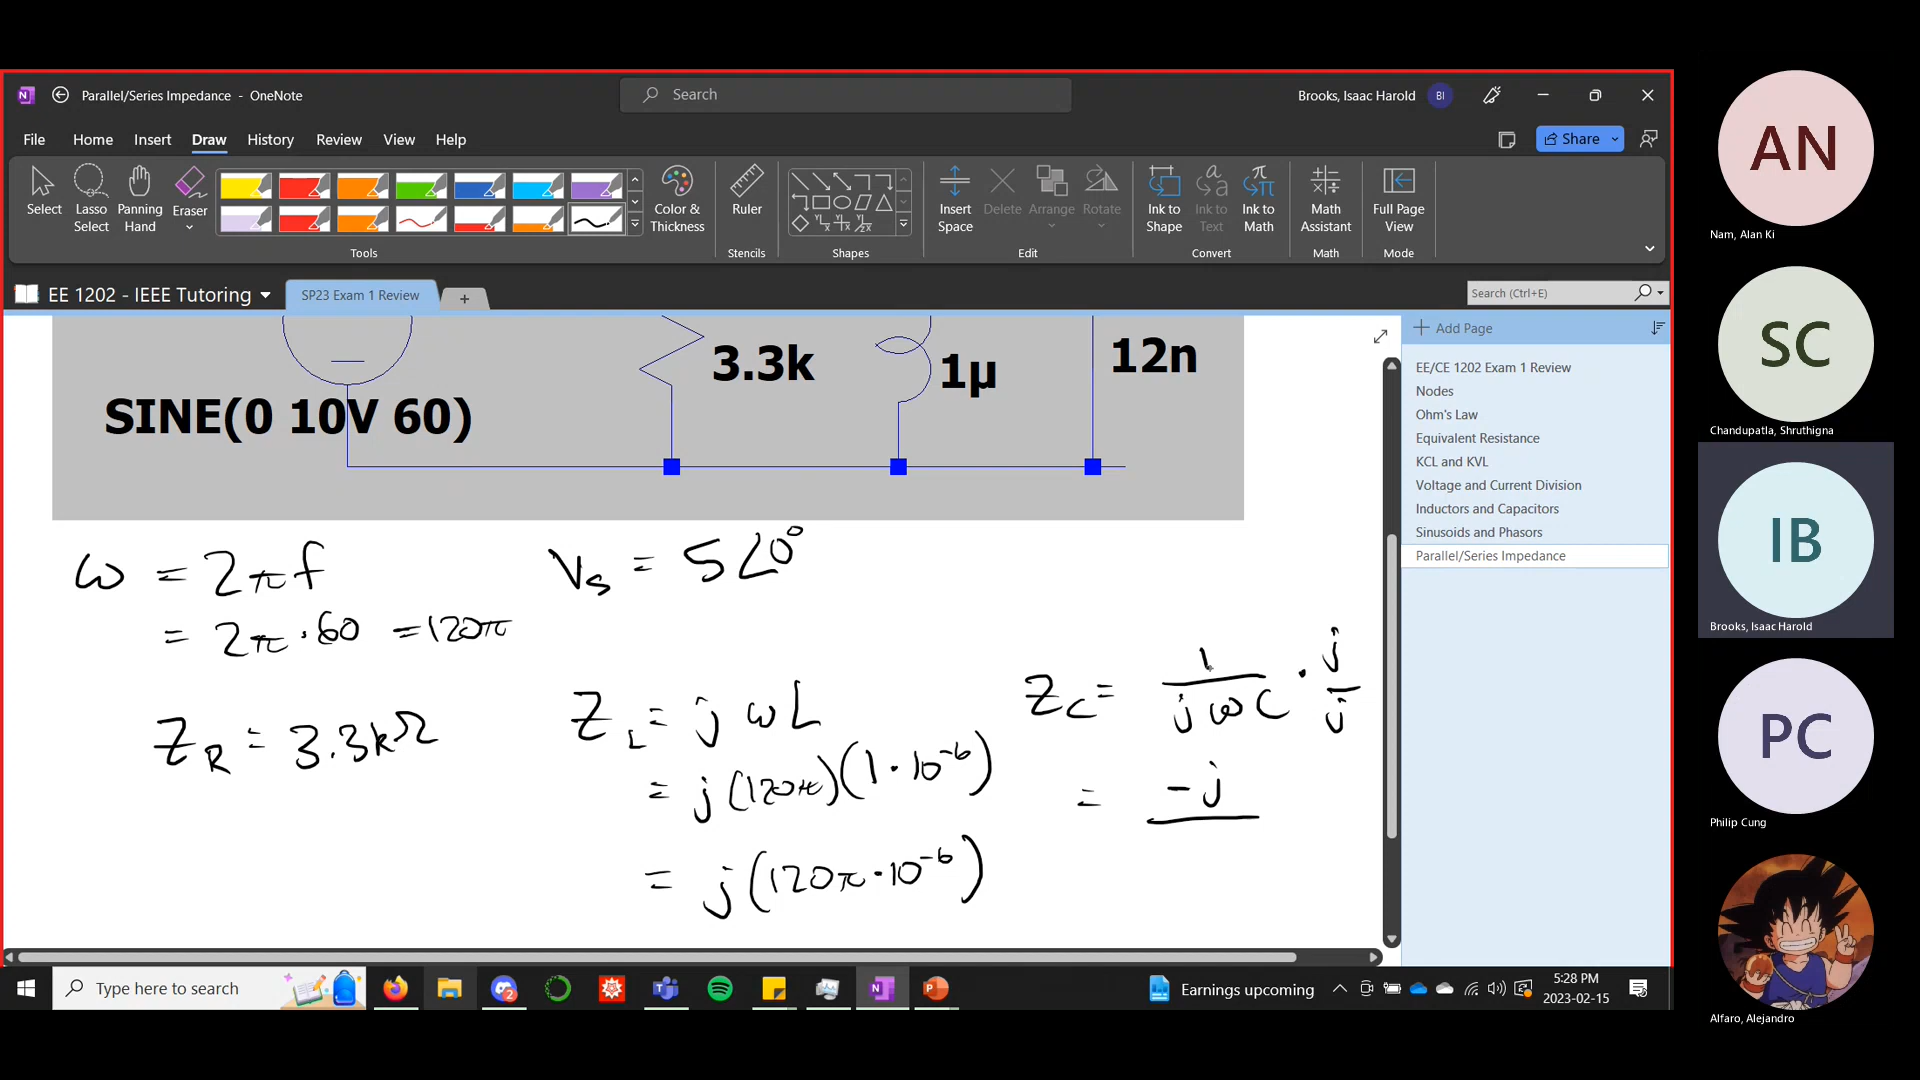 Parallel/Series Impedance - OneNote
Search
Brooks, Isaac Harold
BI
File Home Insert Draw History Review View Help
Share
Select
Lasso Select
Panning Hand
Eraser
Color & Thickness
Ruler
Insert Space
Delete
Arrange
Rotate
Ink to Shape
Ink to Text
Ink to Math
Math Assistant
Full Page View
Tools
Stencils
Shapes
Edit
Convert
Math
Mode
EE 1202 - IEEE Tutoring
SP23 Exam 1 Review
Search (Ctrl+E)
Add Page
EE/CE 1202 Exam 1 Review
Nodes
Ohm's Law
Equivalent Resistance
KCL and KVL
Voltage and Current Division
Inductors and Capacitors
Sinusoids and Phasors
Parallel/Series Impedance
3.3k
1µ
12n
SINE(0 10V 60)
ω = 2πf
= 2π·60 = 120π
Vs = 5∠0°
Z_R = 3.3kΩ
Z_L = jωL
= j(120π)(1·10^-6)
= j(120π·10^-6)
Z_C = 1/(jωC) · j/j
= -j
Type here to search
Earnings upcoming
5:28 PM
2023-02-15
AN
Nam, Alan Ki
SC
Chandupatla, Shruthigna
IB
Brooks, Isaac Harold
PC
Philip Cung
Alfaro, Alejandro